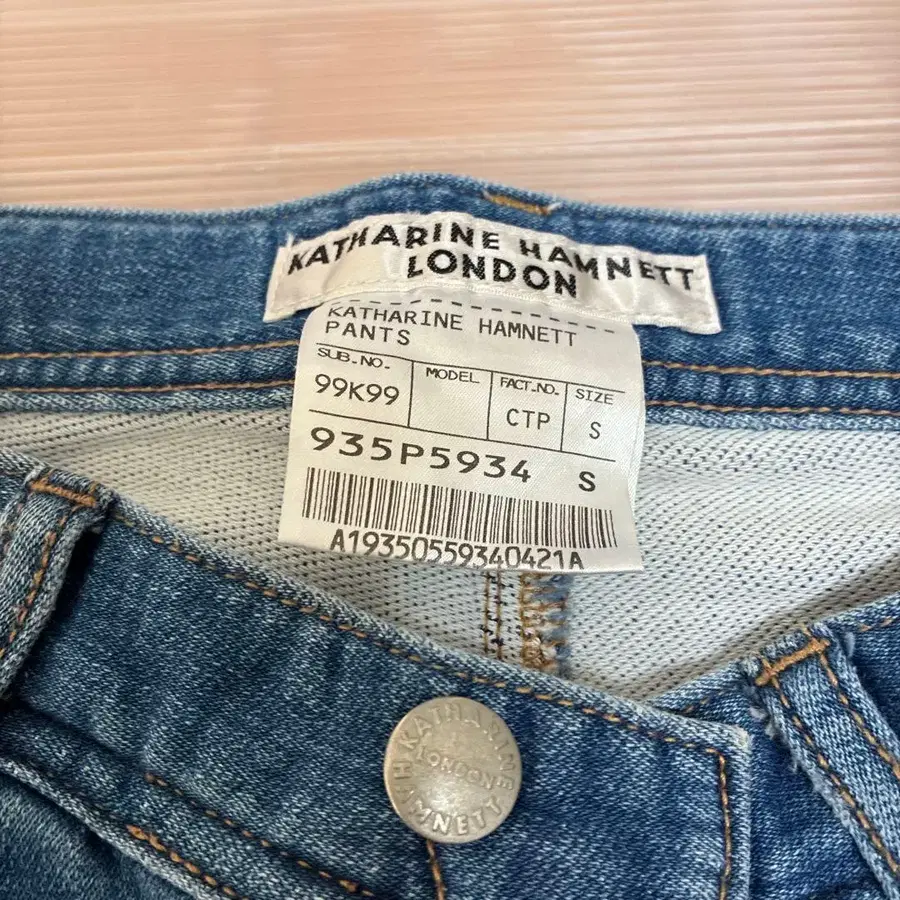 KATHARINE HAMNETT
LONDON
KATHARINE HAMNETT
PANTS
SUB.NO. MODEL FACT.NO. SIZE
99K99 CTP S
935P5934 S
A19350559340421A
KATHARINE
LONDON
HAMNETT